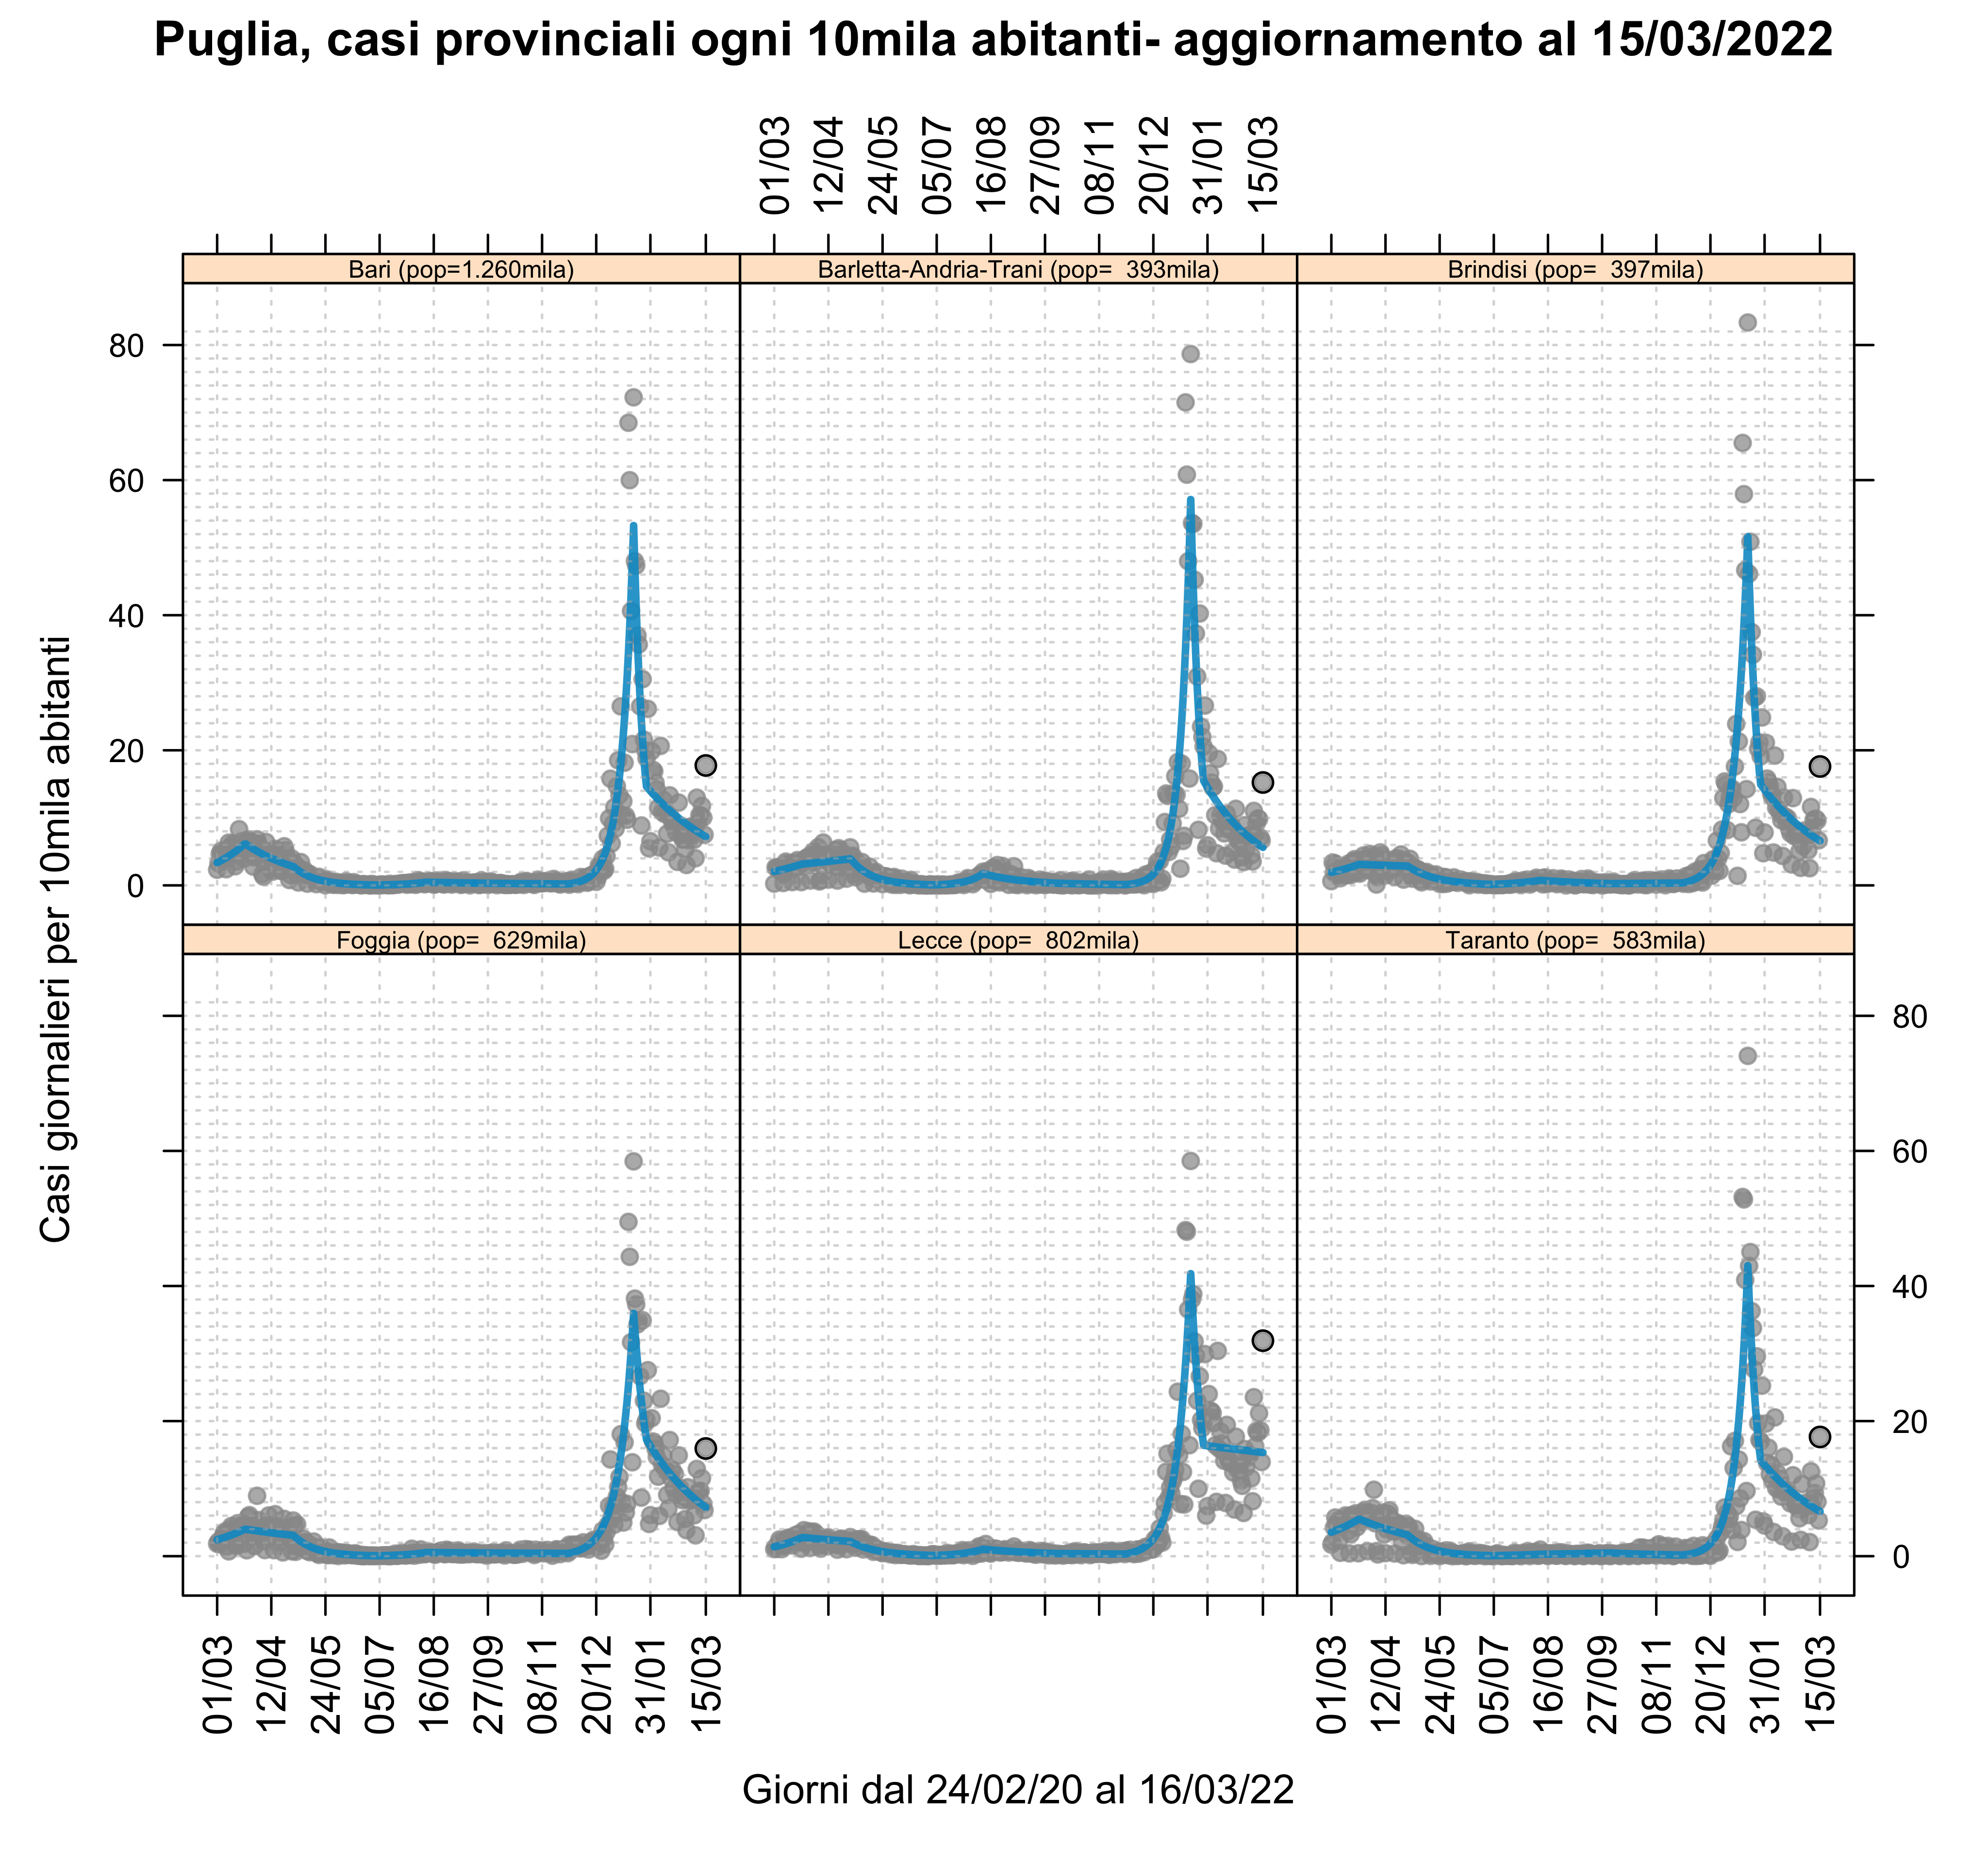 Puglia, casi provinciali ogni 10mila abitanti- aggiornamento al 15/03/2022
01/03 12/04 24/05 05/07 16/08 27/09 08/11 20/12 31/01 15/03
Bari (pop=1.260mila) Barletta-Andria-Trani (pop=  393mila) Brindisi (pop=  397mila)
80
60
40
20
0
Casi giornalieri per 10mila abitanti
Foggia (pop=  629mila) Lecce (pop=  802mila) Taranto (pop=  583mila)
80
60
40
20
0
01/03 12/04 24/05 05/07 16/08 27/09 08/11 20/12 31/01 15/03 01/03 12/04 24/05 05/07 16/08 27/09 08/11 20/12 31/01 15/03
Giorni dal 24/02/20 al 16/03/22